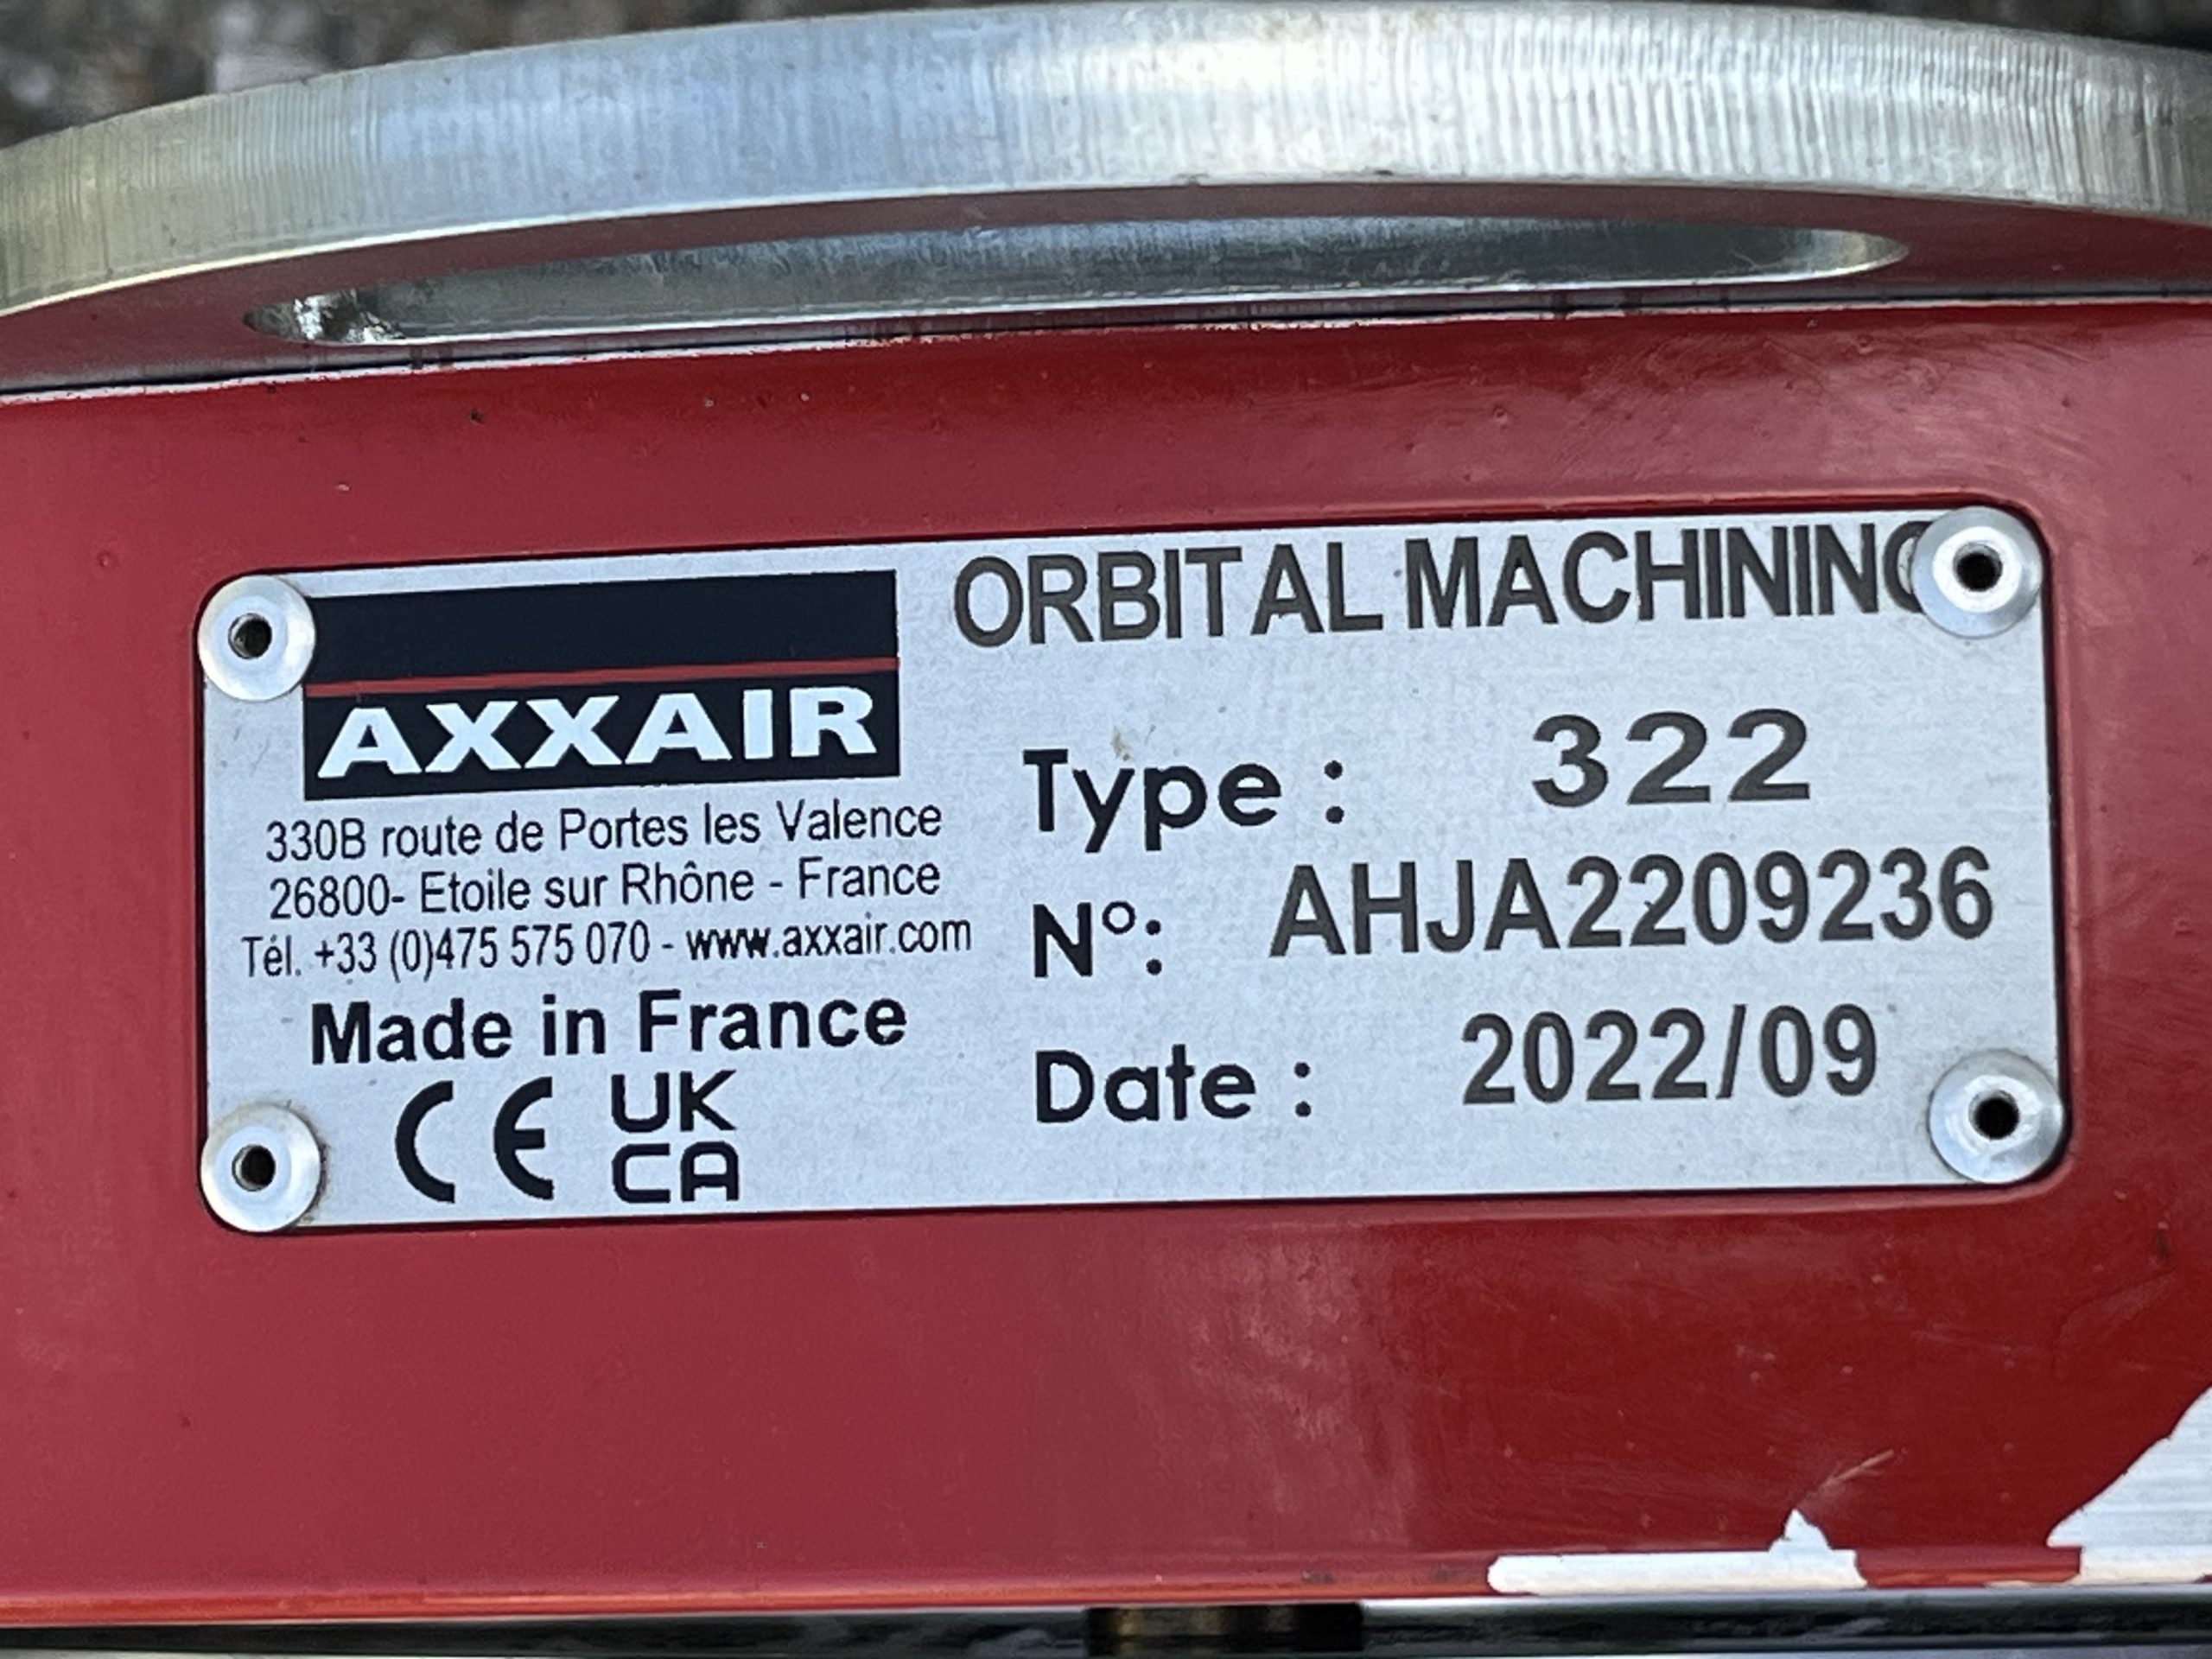 AXXAIR
330B route de Portes les Valence
26800- Etoile sur Rhône - France
Tél. +33 (0)475 575 070 - www.axxair.com
Made in France
CE UK
CA
ORBITAL MACHINING
Type : 322
N°: AHJA2209236
Date : 2022/09